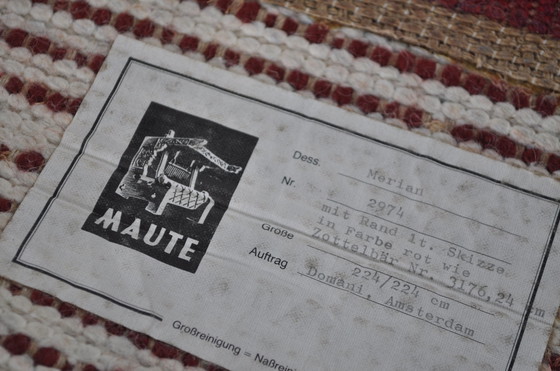 MAUTE
Dess. Merian
Nr. 2974
mit Rand lt. Skizze
in Farbe rot wie
Zottelbär Nr. 3176,24
Größe 224/224 cm cm
Auftrag Domani, Amsterdam
Großreinigung = Naßrein